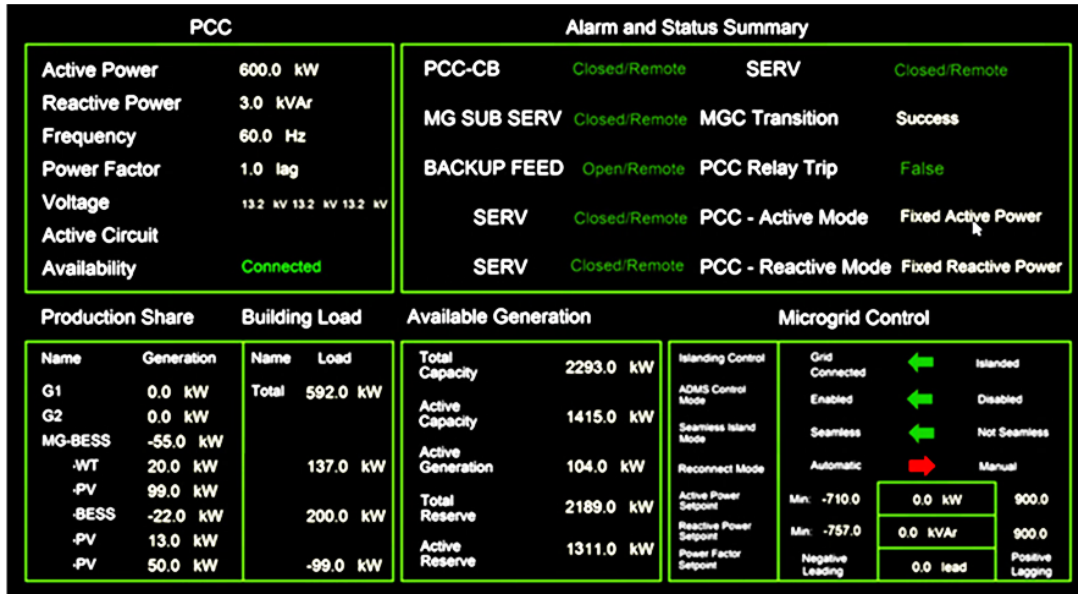 PCC
Active Power 600.0 kW
Reactive Power 3.0 kVAr
Frequency 60.0 Hz
Power Factor 1.0 lag
Voltage 13.2 kV 13.2 kV 13.2 kV
Active Circuit
Availability Connected
Alarm and Status Summary
PCC-CB Closed/Remote SERV Closed/Remote
MG SUB SERV Closed/Remote MGC Transition Success
BACKUP FEED Open/Remote PCC Relay Trip False
SERV Closed/Remote PCC - Active Mode Fixed Active Power
SERV Closed/Remote PCC - Reactive Mode Fixed Reactive Power
Production Share
Name Generation
G1 0.0 kW
G2 0.0 kW
MG-BESS -55.0 kW
-WT 20.0 kW
-PV 99.0 kW
-BESS -22.0 kW
-PV 13.0 kW
-PV 50.0 kW
Building Load
Name Load
Total 592.0 kW
137.0 kW
200.0 kW
-99.0 kW
Available Generation
Total
Capacity 2293.0 kW
Active
Capacity 1415.0 kW
Active
Generation 104.0 kW
Total
Reserve 2189.0 kW
Active
Reserve 1311.0 kW
Microgrid Control
Islanding Control Grid
Connected Islanded
ADMS Control
Mode Enabled Disabled
Seamless Island
Mode Seamless Not Seamless
Reconnect Mode Automatic Manual
Active Power
Setpoint Min: -710.0 0.0 kW 900.0
Reactive Power
Setpoint Min: -757.0 0.0 kVAr 900.0
Power Factor
Setpoint Negative
Leading 0.0 lead Positive
Lagging